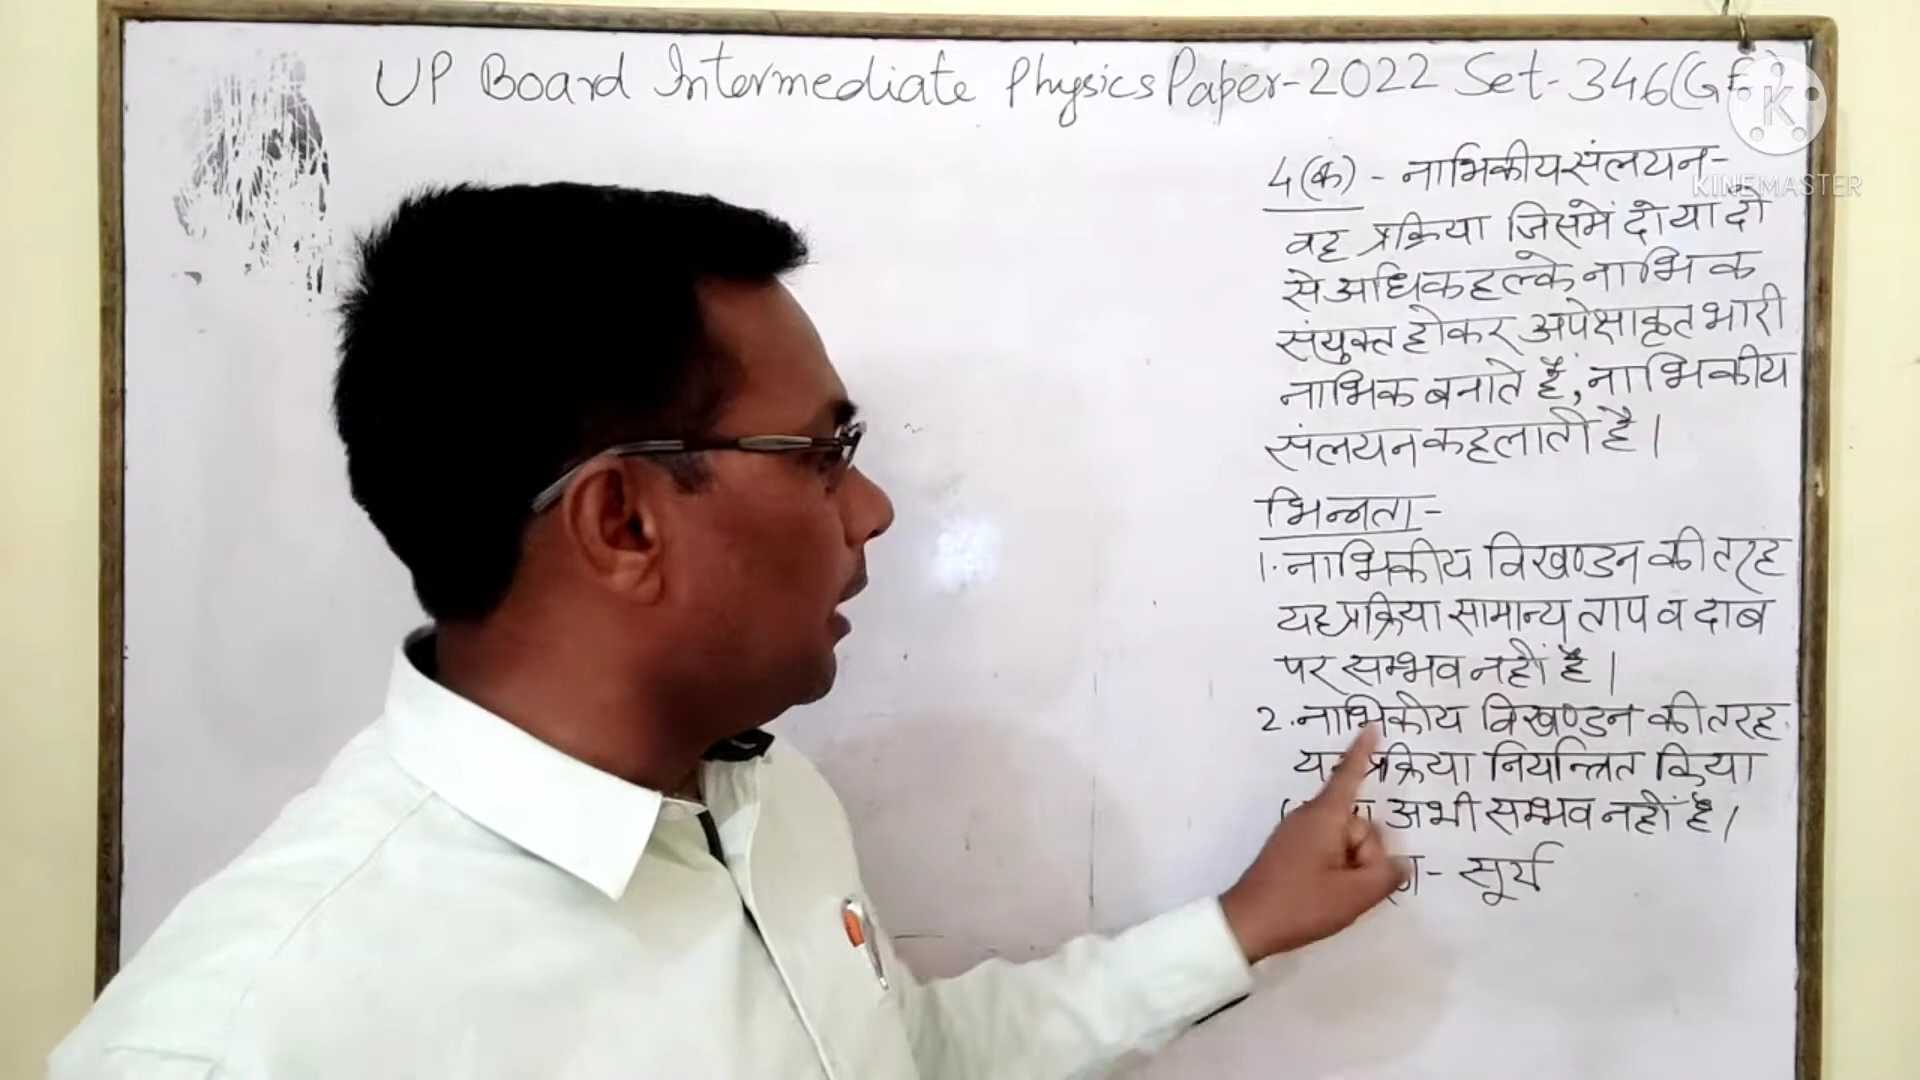 UP Board Intermediate Physics Paper-2022 Set-346(GF)
KINEMASTER
4(क) - नाभिकीय संलयन-
वह प्रक्रिया जिसमें दो या दो
से अधिक हल्के नाभिक
संयुक्त होकर अपेक्षाकृत भारी
नाभिक बनाते हैं, नाभिकीय
संलयन कहलाती है।
भिन्नता-
1. नाभिकीय विखण्डन की तरह
यह प्रक्रिया सामान्य ताप व दाब
पर सम्भव नहीं है।
2. नाभिकीय विखण्डन की तरह
प्रक्रिया नियन्त्रित किया
अभी सम्भव नहीं है।
- सूर्य